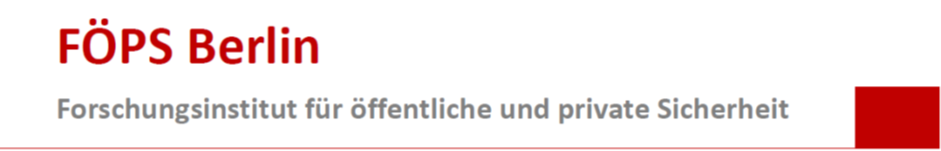 FÖPS Berlin
Forschungsinstitut für öffentliche und private Sicherheit